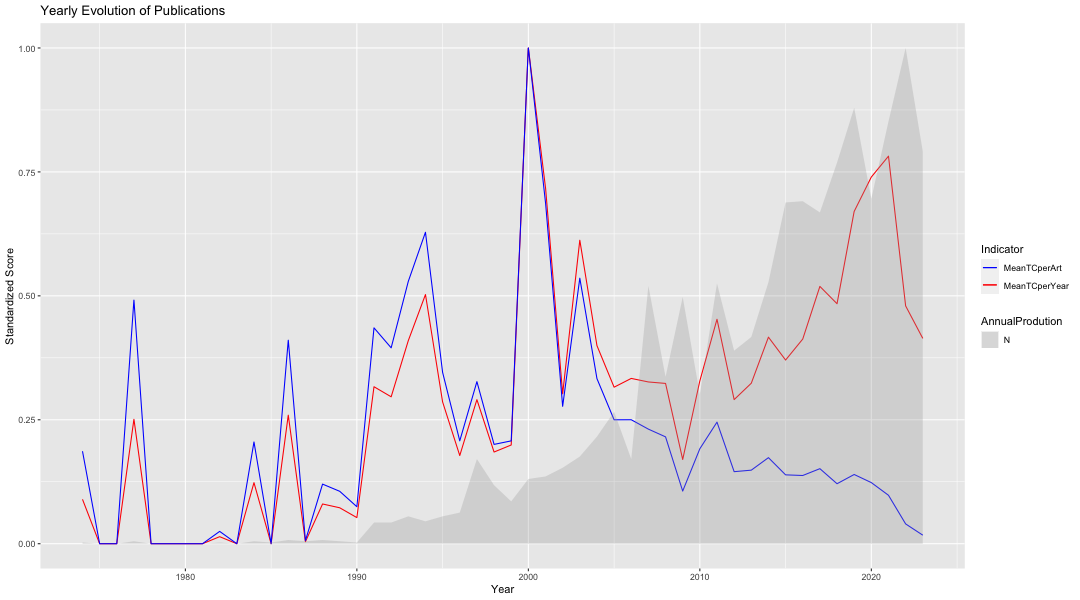 Yearly Evolution of Publications
1.00
0.75
0.50
0.25
0.00
Standardized Score
1980
1990
2000
2010
2020
Year
Indicator
MeanTCperArt
MeanTCperYear
AnnualProdution
N